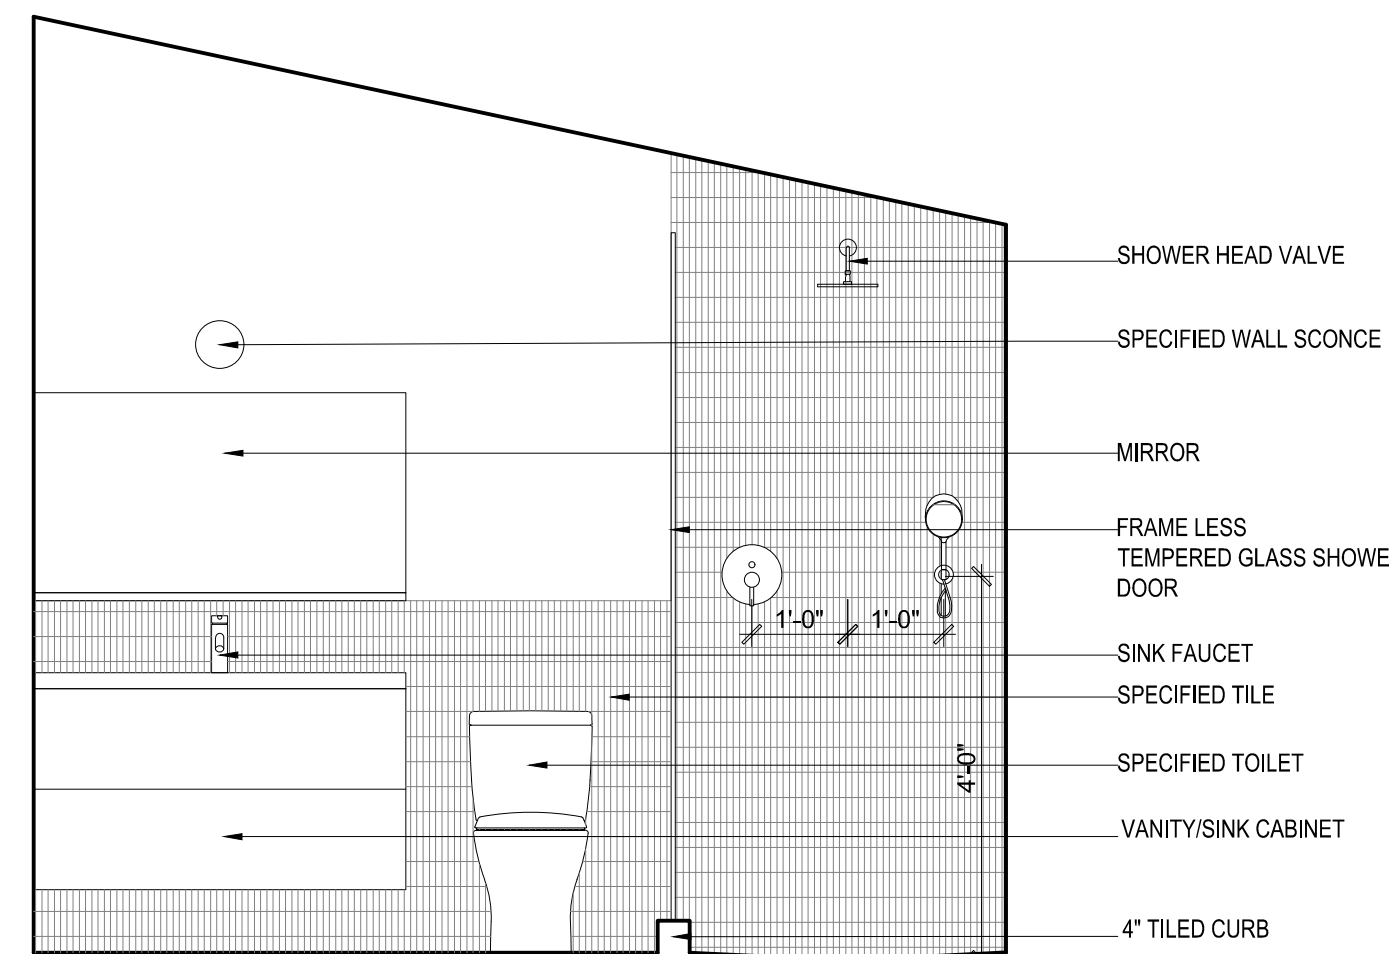 SHOWER HEAD VALVE
SPECIFIED WALL SCONCE
MIRROR
FRAME LESS
TEMPERED GLASS SHOWE
DOOR
1'-0" 1'-0"
SINK FAUCET
SPECIFIED TILE
4'-0"
SPECIFIED TOILET
VANITY/SINK CABINET
4" TILED CURB